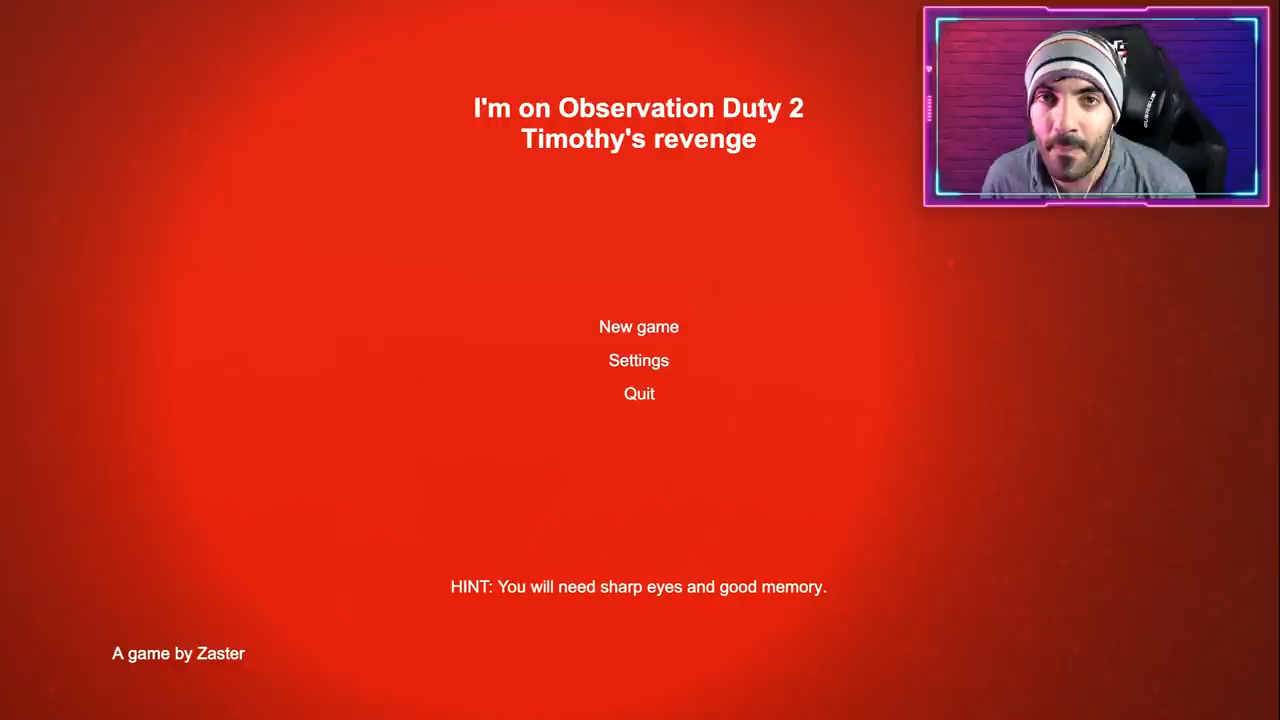 I'm on Observation Duty 2
Timothy's revenge
New game
Settings
Quit
HINT: You will need sharp eyes and good memory.
A game by Zaster